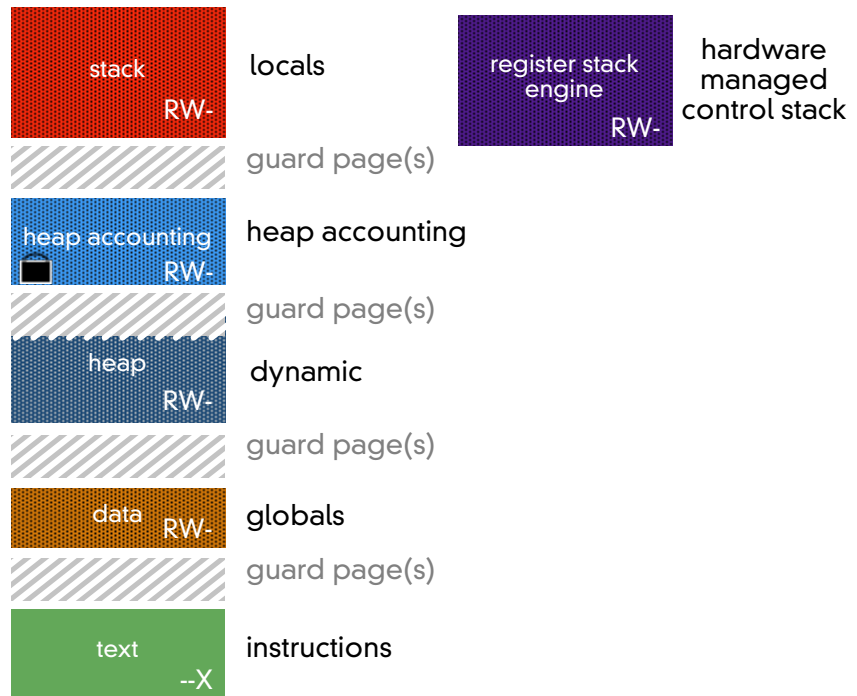 stack
RW-
locals
register stack
engine
RW-
hardware
managed
control stack
guard page(s)
heap accounting
RW-
heap accounting
guard page(s)
heap
RW-
dynamic
guard page(s)
data
RW-
globals
guard page(s)
text
--X
instructions